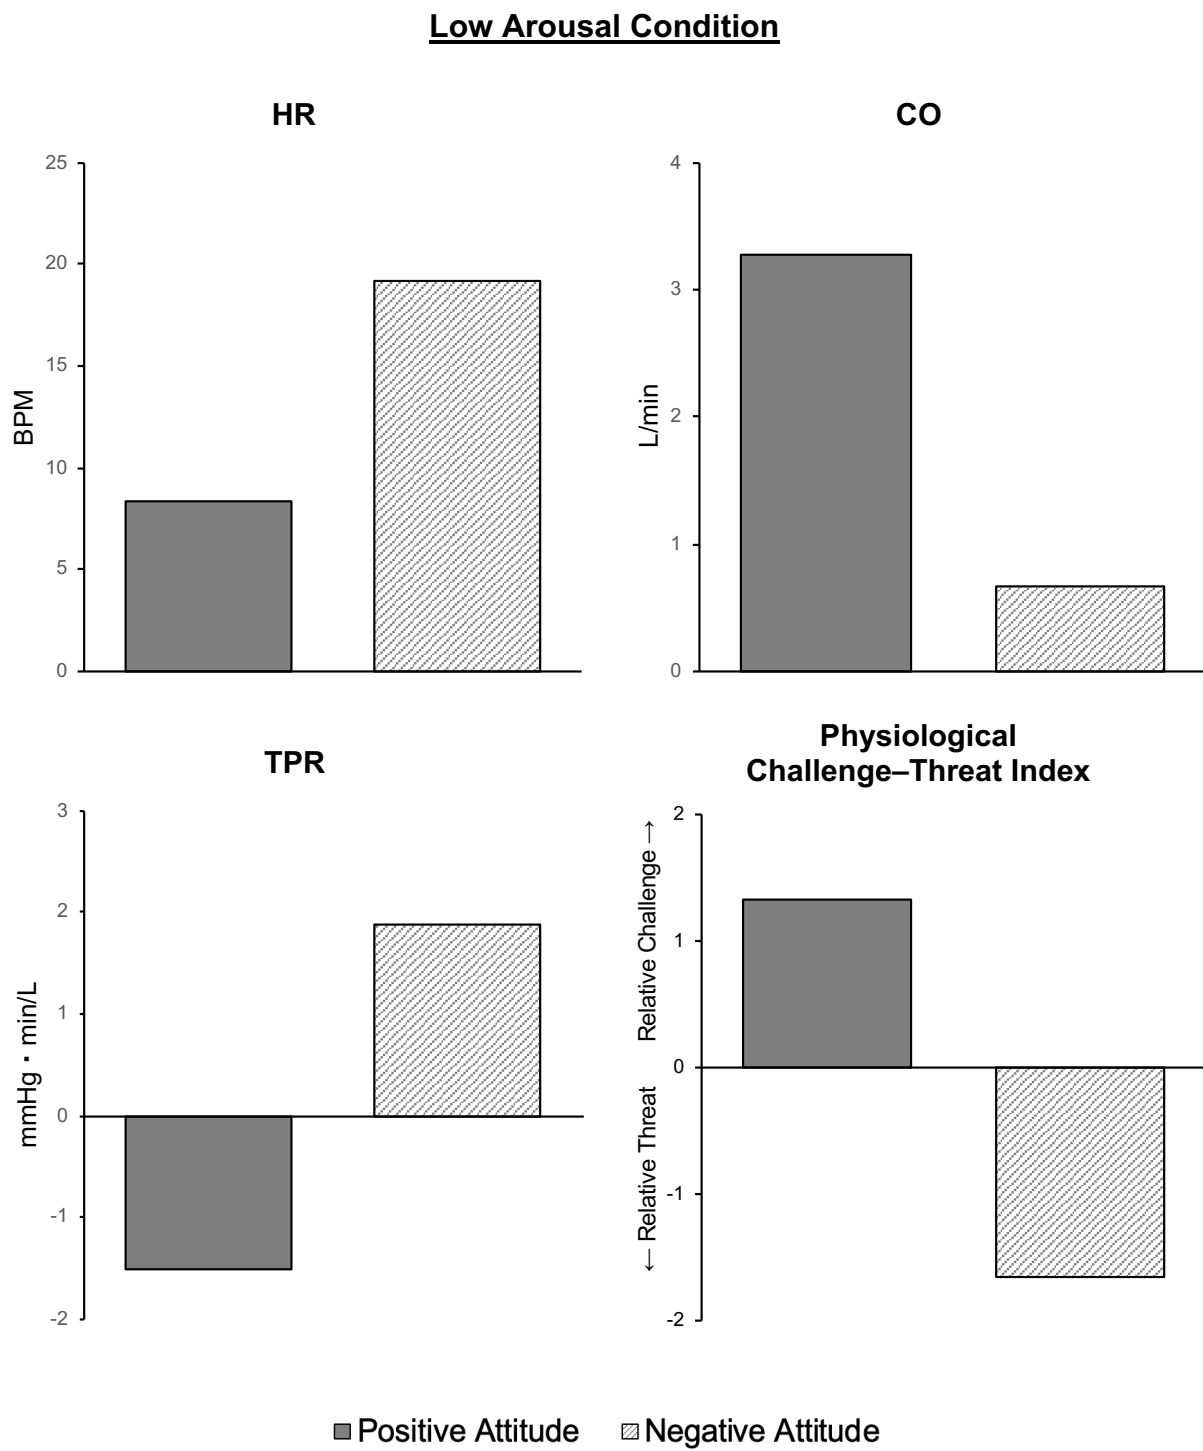 Low Arousal Condition
HR
25
20
15
10
5
0
BPM
CO
4
3
2
1
0
L/min
TPR
3
2
1
0
-1
-2
mmHg · min/L
Physiological
Challenge–Threat Index
2
1
0
-1
-2
← Relative Threat Relative Challenge →
Positive Attitude Negative Attitude